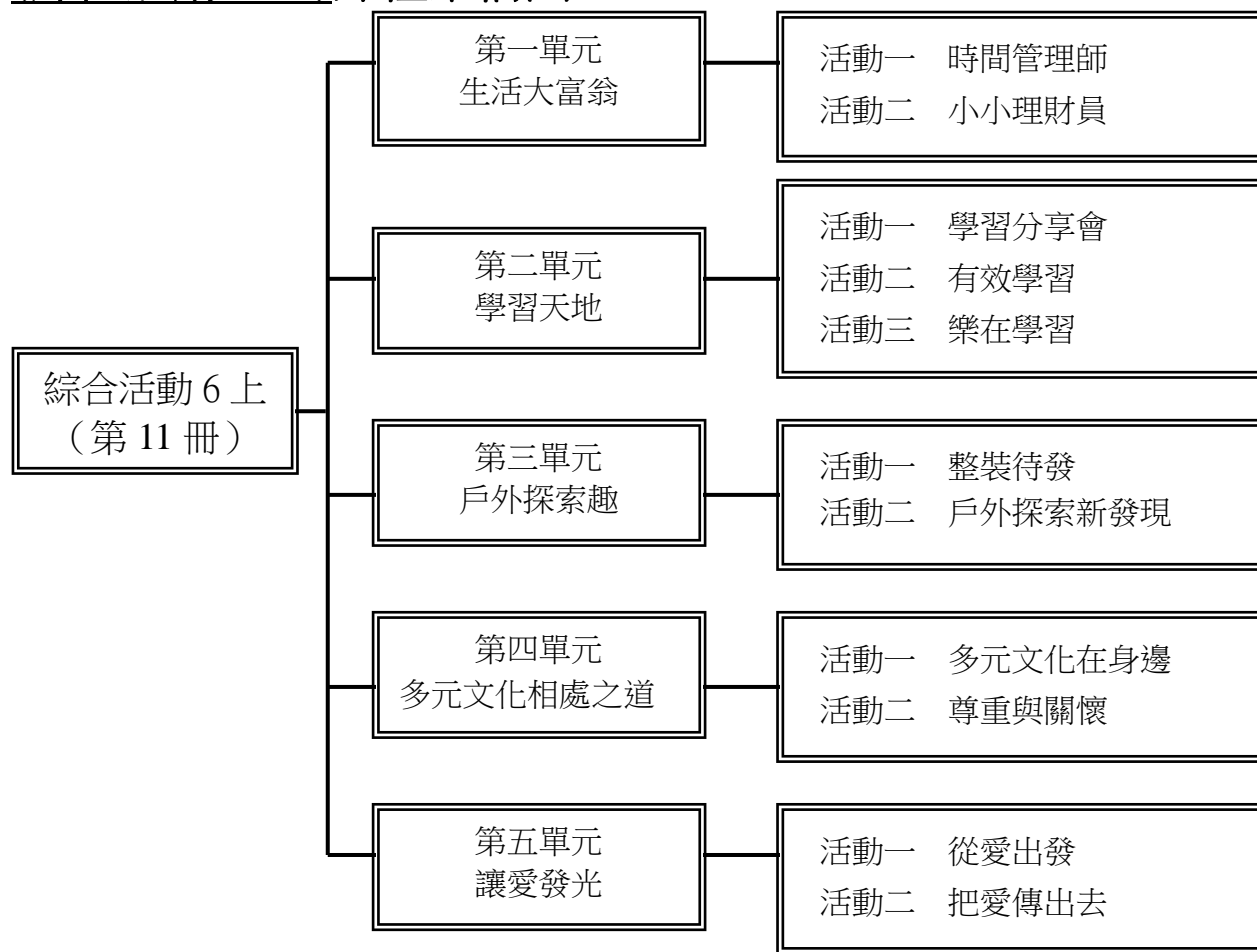 綜合活動 6 上
（第 11 冊）
第一單元
生活大富翁
活動一　時間管理師
活動二　小小理財員
第二單元
學習天地
活動一　學習分享會
活動二　有效學習
活動三　樂在學習
第三單元
戶外探索趣
活動一　整裝待發
活動二　戶外探索新發現
第四單元
多元文化相處之道
活動一　多元文化在身邊
活動二　尊重與關懷
第五單元
讓愛發光
活動一　從愛出發
活動二　把愛傳出去